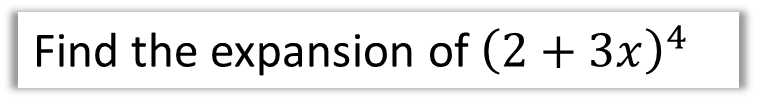 Find the expansion of (2 + 3x)⁴